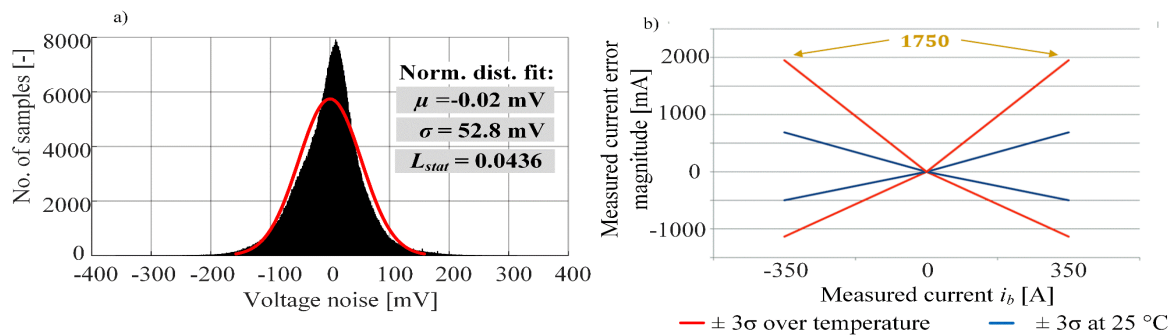 a)
No. of samples [-]
8000
6000
4000
2000
0
-400 -300 -200 -100 0 100 200 300 400
Voltage noise [mV]
Norm. dist. fit:
μ =-0.02 mV
σ = 52.8 mV
Lstat = 0.0436
b)
Measured current error
magnitude [mA]
2000
1000
0
-1000
1750
-350 0 350
Measured current ib [A]
± 3σ over temperature ± 3σ at 25 °C